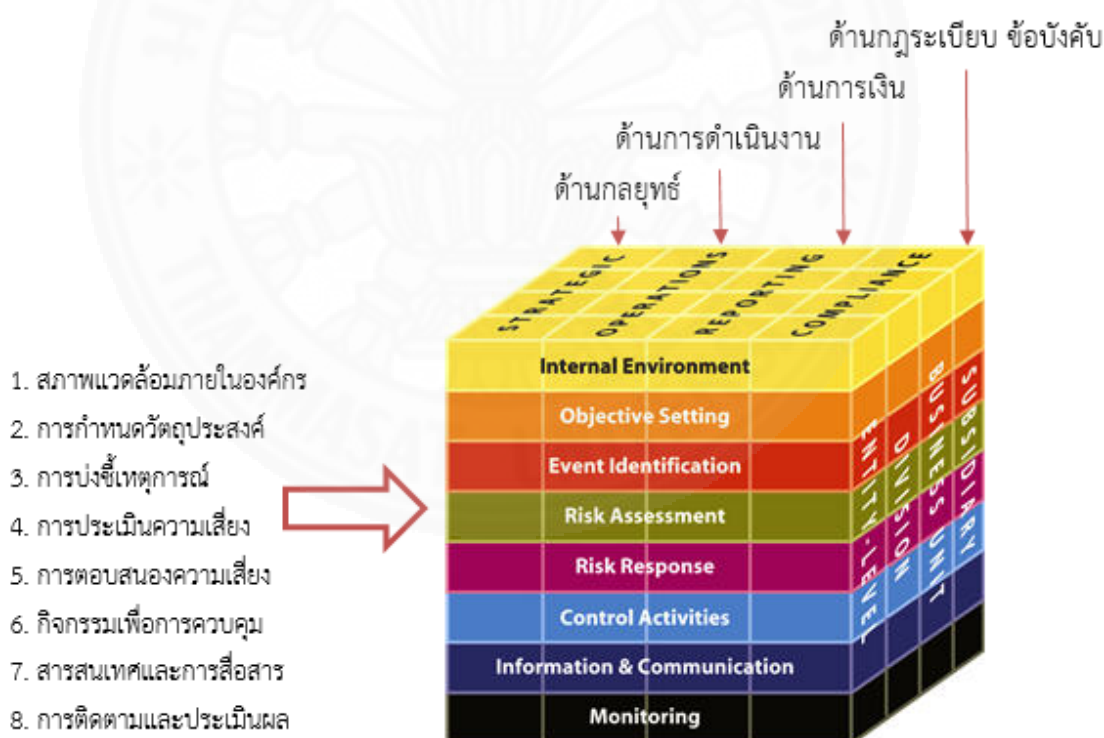 ด้านกฎระเบียบ ข้อบังคับ
ด้านการเงิน
ด้านการดำเนินงาน
ด้านกลยุทธ์
STRATEGIC
OPERATIONS
REPORTING
COMPLIANCE
1. สภาพแวดล้อมภายในองค์กร
2. การกำหนดวัตถุประสงค์
3. การบ่งชี้เหตุการณ์
4. การประเมินความเสี่ยง
5. การตอบสนองความเสี่ยง
6. กิจกรรมเพื่อการควบคุม
7. สารสนเทศและการสื่อสาร
8. การติดตามและประเมินผล
Internal Environment
Objective Setting
Event Identification
Risk Assessment
Risk Response
Control Activities
Information & Communication
Monitoring
ENTITY-LEVEL
DIVISION
BUSINESS UNIT
SUBSIDIARY